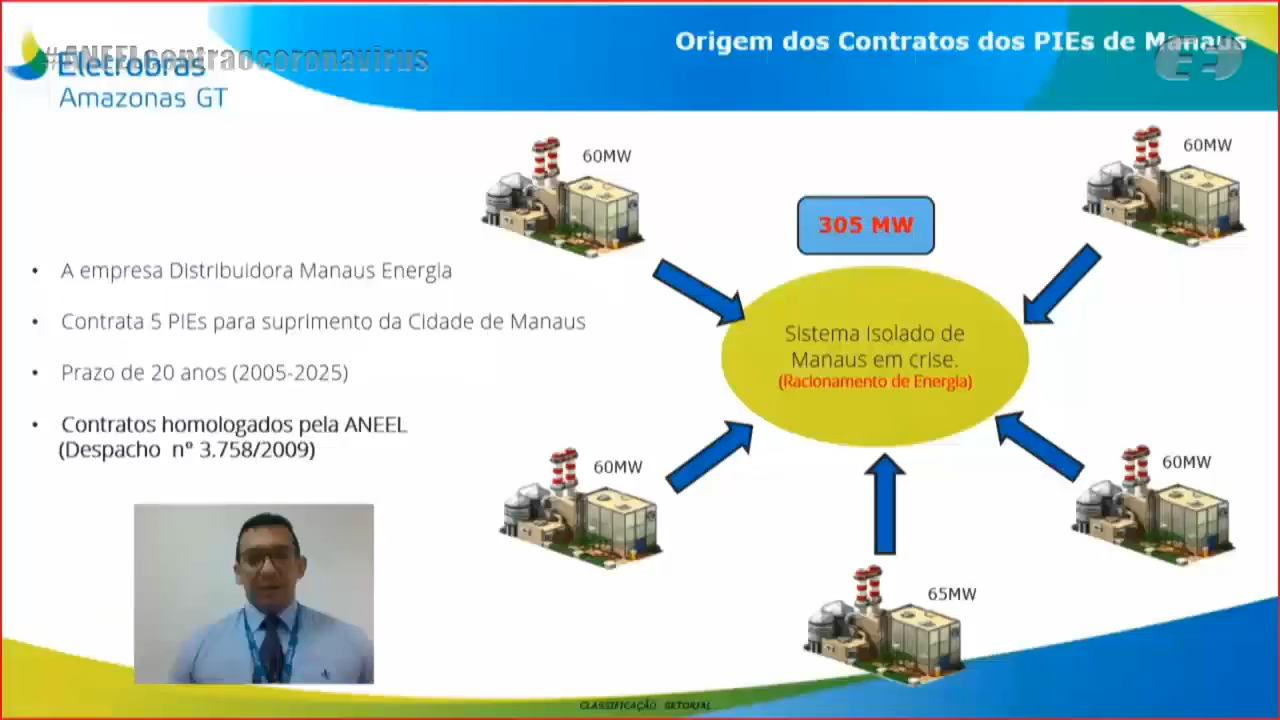 Origem dos Contratos dos PIEs de Manaus
#ANEELcontraocoronavirus
Eletrobras
Amazonas GT
60MW
60MW
305 MW
• A empresa Distribuidora Manaus Energia
• Contrata 5 PIEs para suprimento da Cidade de Manaus
• Prazo de 20 anos (2005-2025)
• Contratos homologados pela ANEEL
(Despacho nº 3.758/2009)
Sistema Isolado de
Manaus em crise.
(Racionamento de Energia)
60MW
60MW
65MW
CLASSIFICAÇÃO SETORIAL